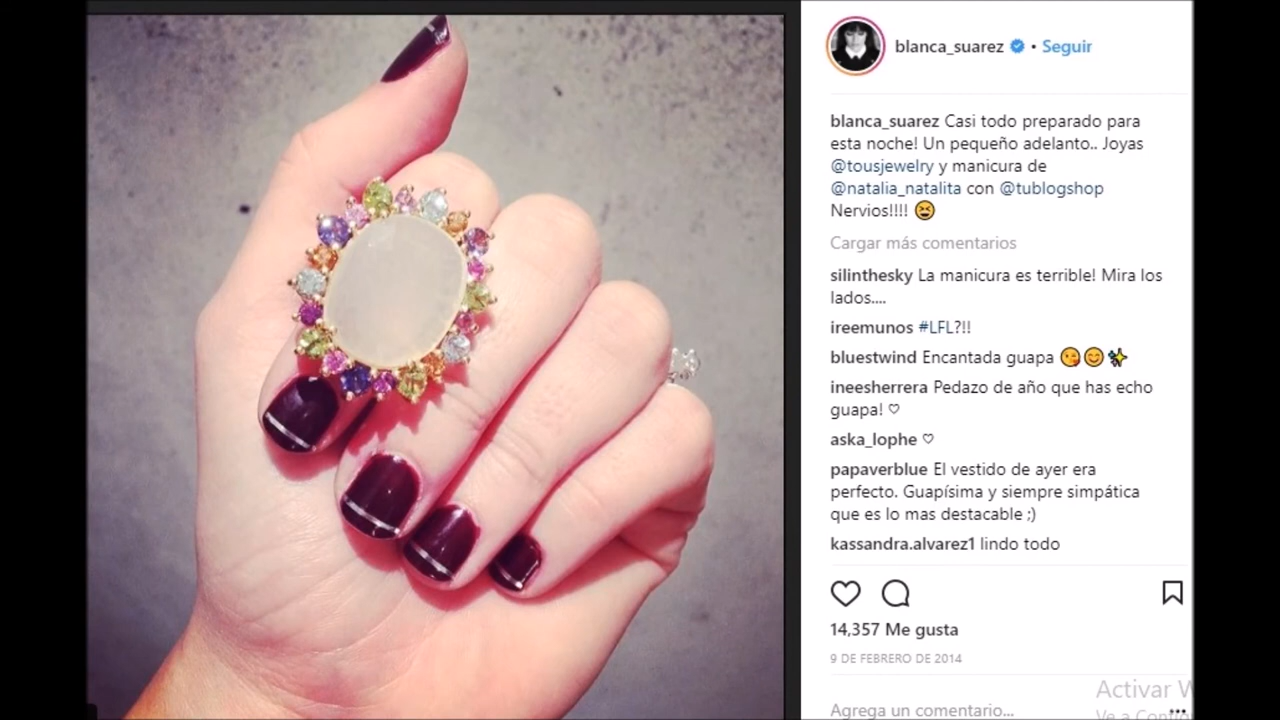 blanca_suarez • Seguir
blanca_suarez Casi todo preparado para
esta noche! Un pequeño adelanto.. Joyas
@tousjewelry y manicura de
@natalia_natalita con @tublogshop
Nervios!!!! 😆
Cargar más comentarios
silinthesky La manicura es terrible! Mira los
lados....
ireemunos #LFL?!!
bluestwind Encantada guapa 😘😊✨
ineesherrera Pedazo de año que has echo
guapa! ♡
aska_lophe ♡
papaverblue El vestido de ayer era
perfecto. Guapísima y siempre simpática
que es lo mas destacable ;)
kassandra.alvarez1 lindo todo
14,357 Me gusta
9 DE FEBRERO DE 2014
Activar W
Agrega un comentario...